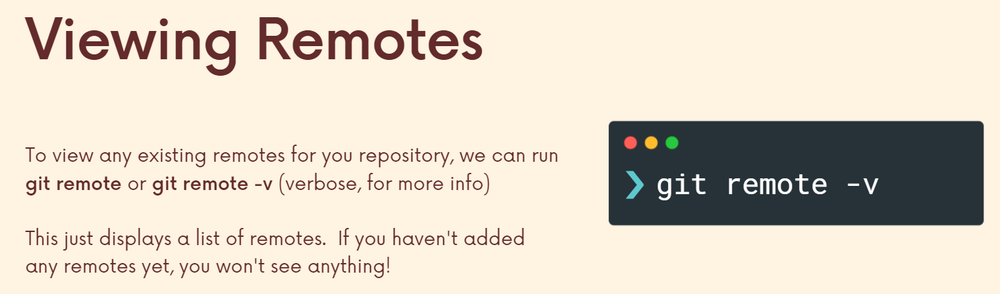 Viewing Remotes
To view any existing remotes for you repository, we can run
git remote or git remote -v (verbose, for more info)
This just displays a list of remotes.  If you haven't added
any remotes yet, you won't see anything!
❯ git remote -v